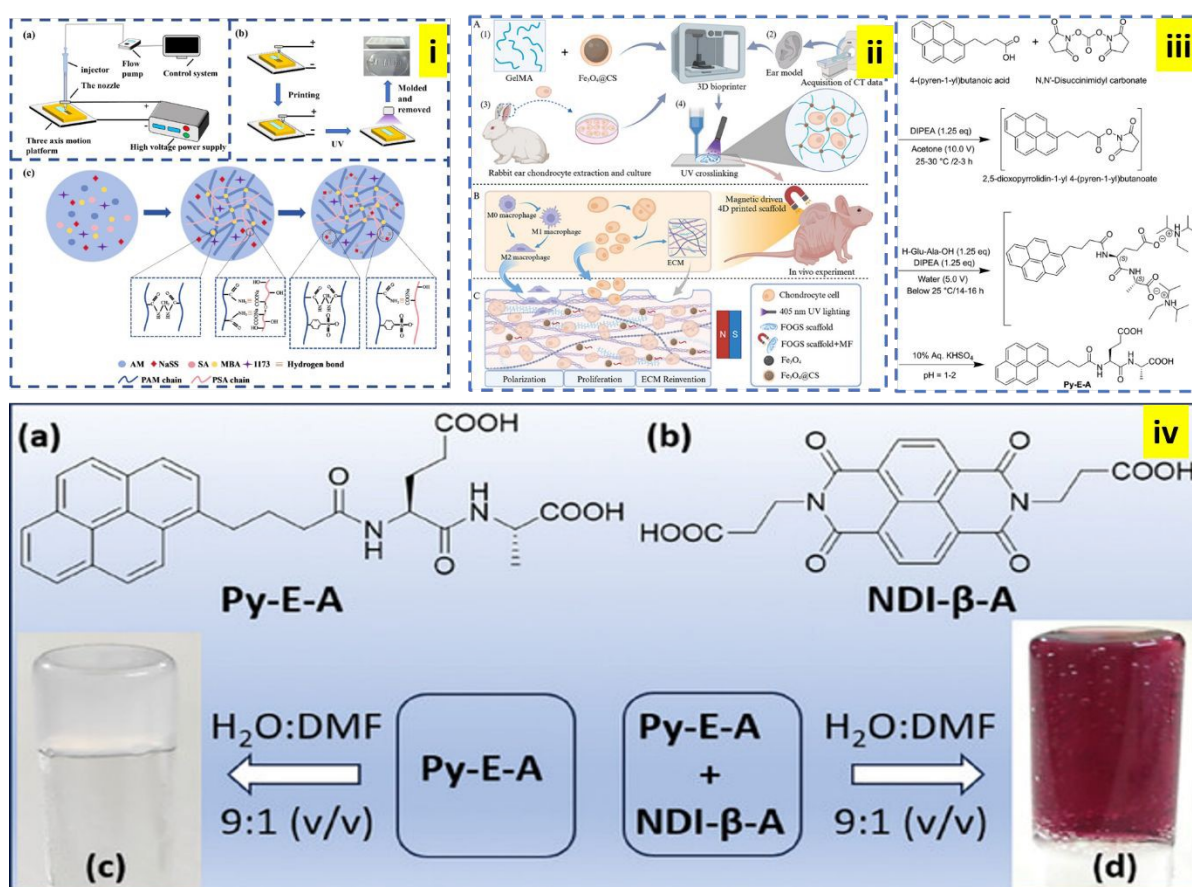 (a)
injector
The nozzle
Flow
pump
Control system
Three axis motion
platform
High voltage power supply
(b)
i
Printing
UV
Molded
and
removed
(c)
AM NaSS SA MBA 1173 Hydrogen bond
PAM chain PSA chain
ii
A
(1)
GelMA
+
Fe₃O₄@CS
3D bioprinter
(2)
Ear model
Acquisition of CT data
(3)
Rabbit ear chondrocyte extraction and culture
(4)
UV crosslinking
B
M0 macrophage
M1 macrophage
M2 macrophage
ECM
Magnetic driven
4D printed scaffold
In vivo experiment
C
Polarization
Proliferation
ECM Reinvention
N S
Chondrocyte cell
405 nm UV lighting
FOGS scaffold
FOGS scaffold+MF
Fe₃O₄
Fe₃O₄@CS
iii
4-(pyren-1-yl)butanoic acid
+
N,N'-Disuccinimidyl carbonate
DIPEA (1.25 eq)
Acetone (10.0 V)
25-30 °C /2-3 h
2,5-dioxopyrrolidin-1-yl 4-(pyren-1-yl)butanoate
H-Glu-Ala-OH (1.25 eq)
DIPEA (1.25 eq)
Water (5.0 V)
Below 25 °C/14-16 h
10% Aq. KHSO₄
pH = 1-2
COOH
COOH
Py-E-A
iv
(a)
COOH
O
N
H
O
H
N
COOH
Py-E-A
(b)
O
O
COOH
N
N
HOOC
O
O
NDI-β-A
H₂O:DMF
9:1 (v/v)
(c)
Py-E-A
Py-E-A
+
NDI-β-A
H₂O:DMF
9:1 (v/v)
(d)